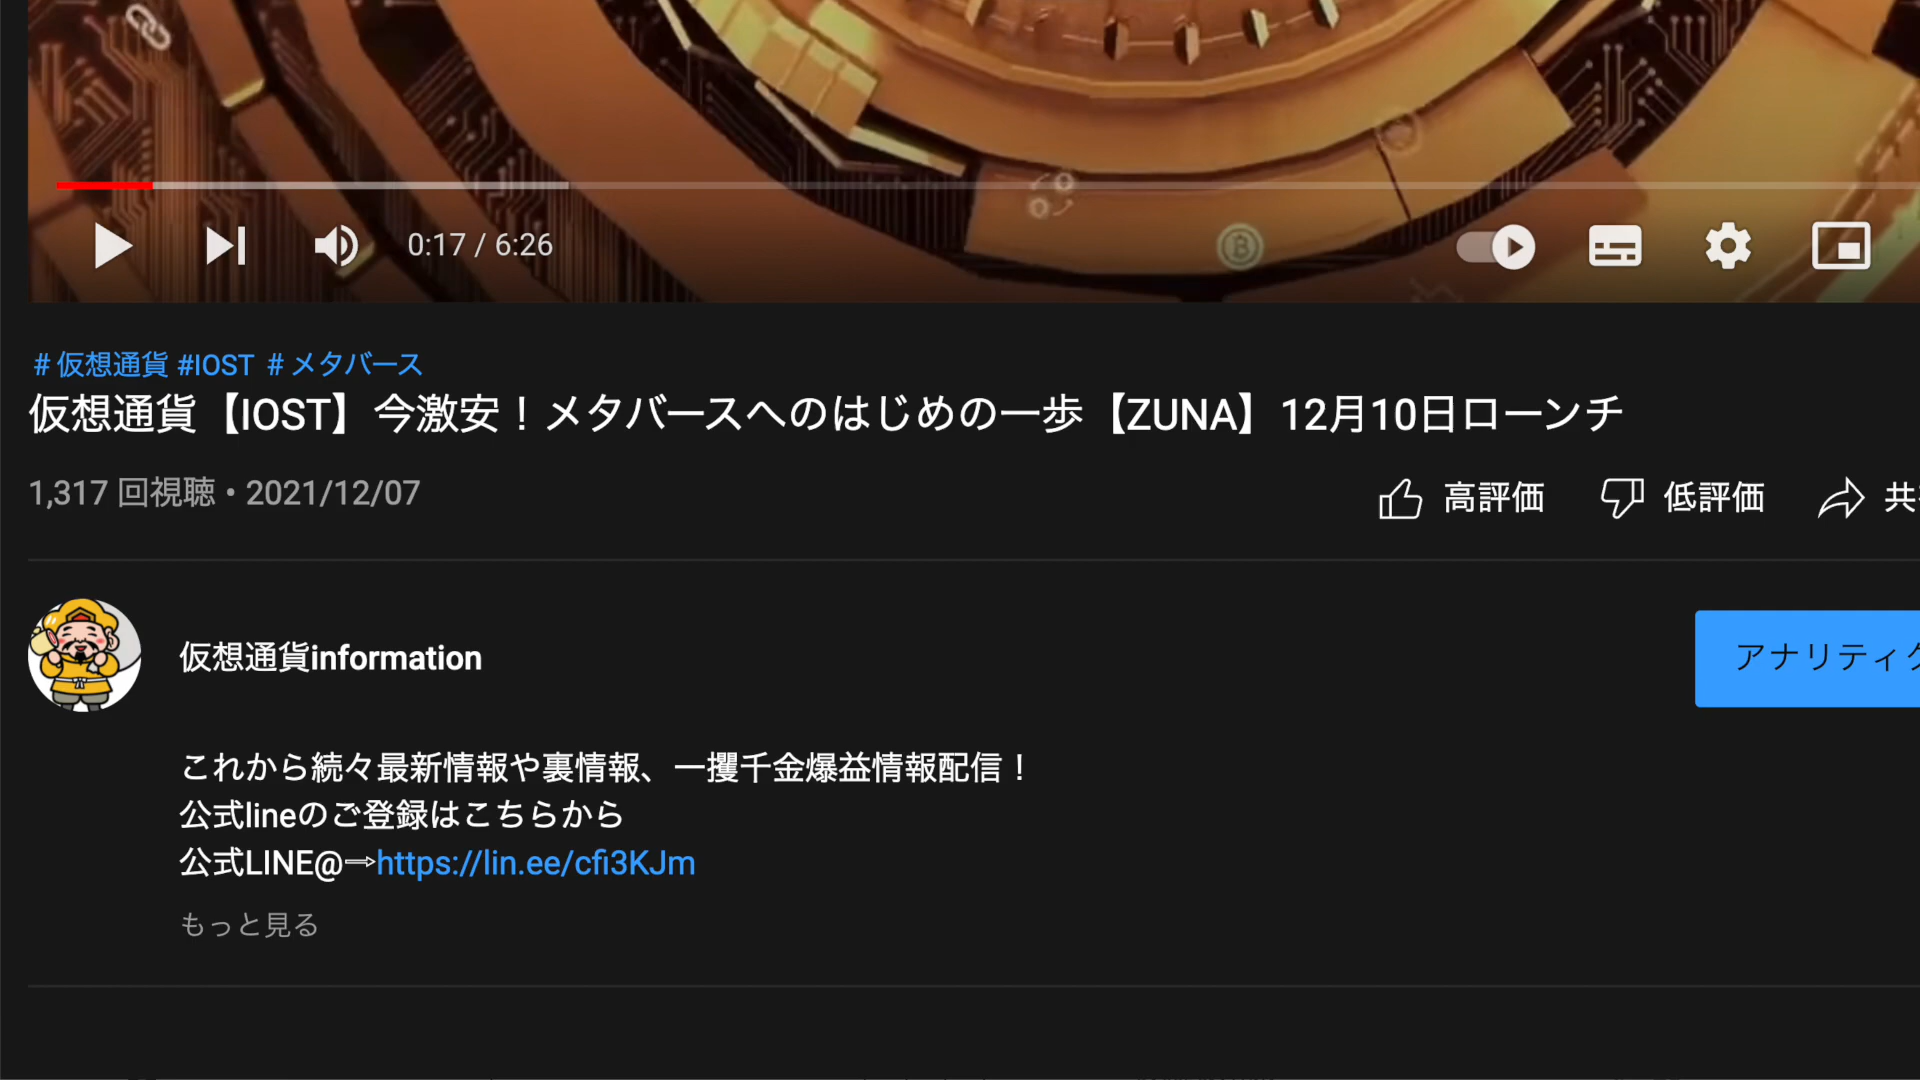 0:17 / 6:26
#仮想通貨 #IOST #メタバース
仮想通貨【IOST】今激安！メタバースへのはじめの一歩【ZUNA】12月10日ローンチ
1,317 回視聴・2021/12/07
高評価 低評価 共
仮想通貨information
アナリティ
これから続々最新情報や裏情報、一攫千金爆益情報配信！
公式lineのご登録はこちらから
公式LINE@⇒https://lin.ee/cfi3KJm
もっと見る